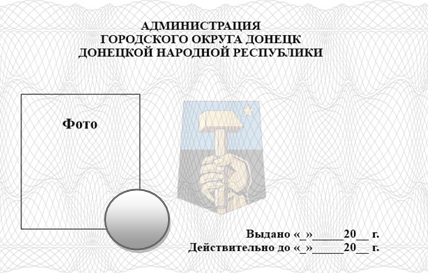 АДМИНИСТРАЦИЯ
ГОРОДСКОГО ОКРУГА ДОНЕЦК
ДОНЕЦКОЙ НАРОДНОЙ РЕСПУБЛИКИ
Фото
Выдано «_»_____20__ г.
Действительно до «_»_____20__ г.